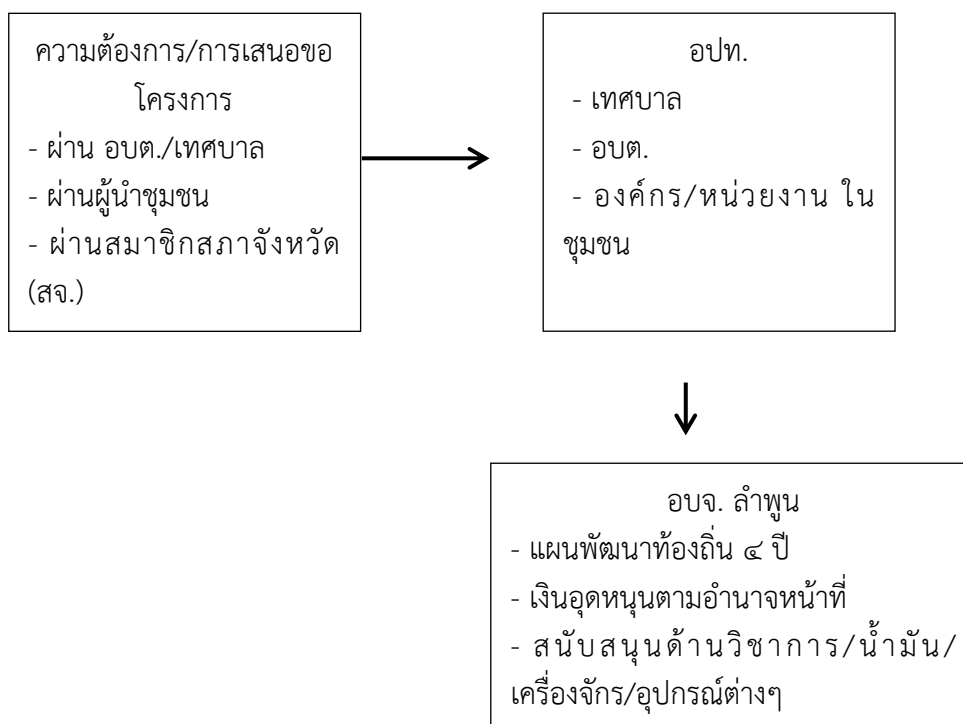 ความต้องการ/การเสนอขอ
โครงการ
- ผ่าน อบต./เทศบาล
- ผ่านผู้นำชุมชน
- ผ่านสมาชิกสภาจังหวัด
(สจ.)
อปท.
- เทศบาล
- อบต.
- องค์กร/หน่วยงาน ใน
ชุมชน
อบจ. ลำพูน
- แผนพัฒนาท้องถิ่น ๔ ปี
- เงินอุดหนุนตามอำนาจหน้าที่
- สนับสนุนด้านวิชาการ/น้ำมัน/
เครื่องจักร/อุปกรณ์ต่างๆ